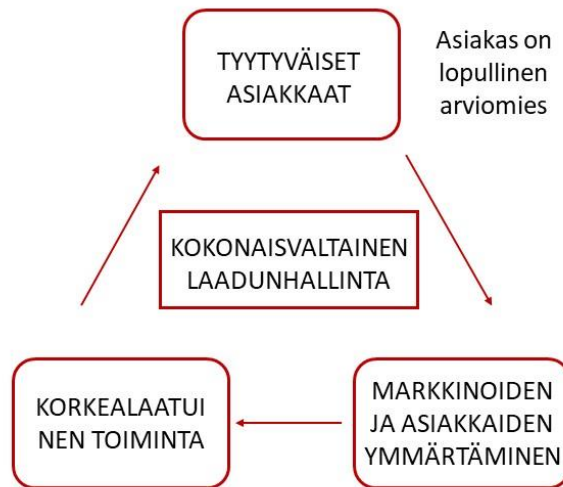 TYYTYVÄISET
ASIAKKAAT
Asiakas on
lopullinen
arviomies
KOKONAISVALTAINEN
LAADUNHALLINTA
KORKEALAATUI
NEN TOIMINTA
MARKKINOIDEN
JA ASIAKKAIDEN
YMMÄRTÄMINEN